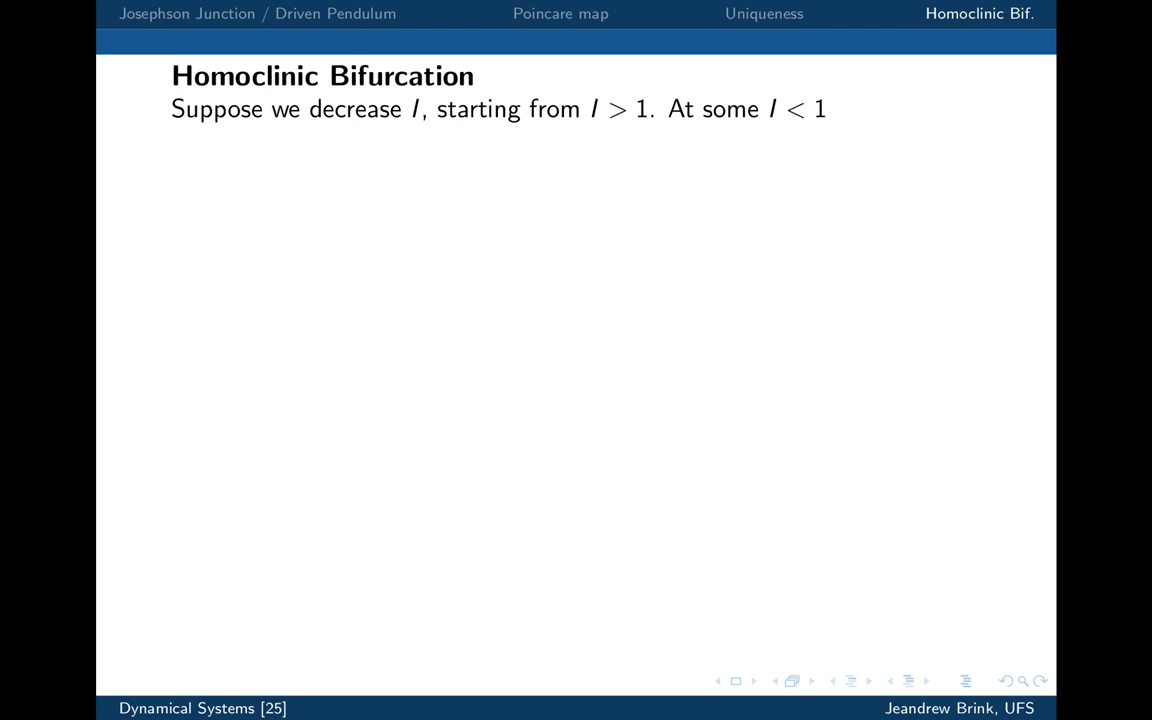 Josephson Junction / Driven Pendulum Poincare map Uniqueness Homoclinic Bif.
Homoclinic Bifurcation
Suppose we decrease I, starting from I > 1. At some I < 1
Dynamical Systems [25] Jeandrew Brink, UFS